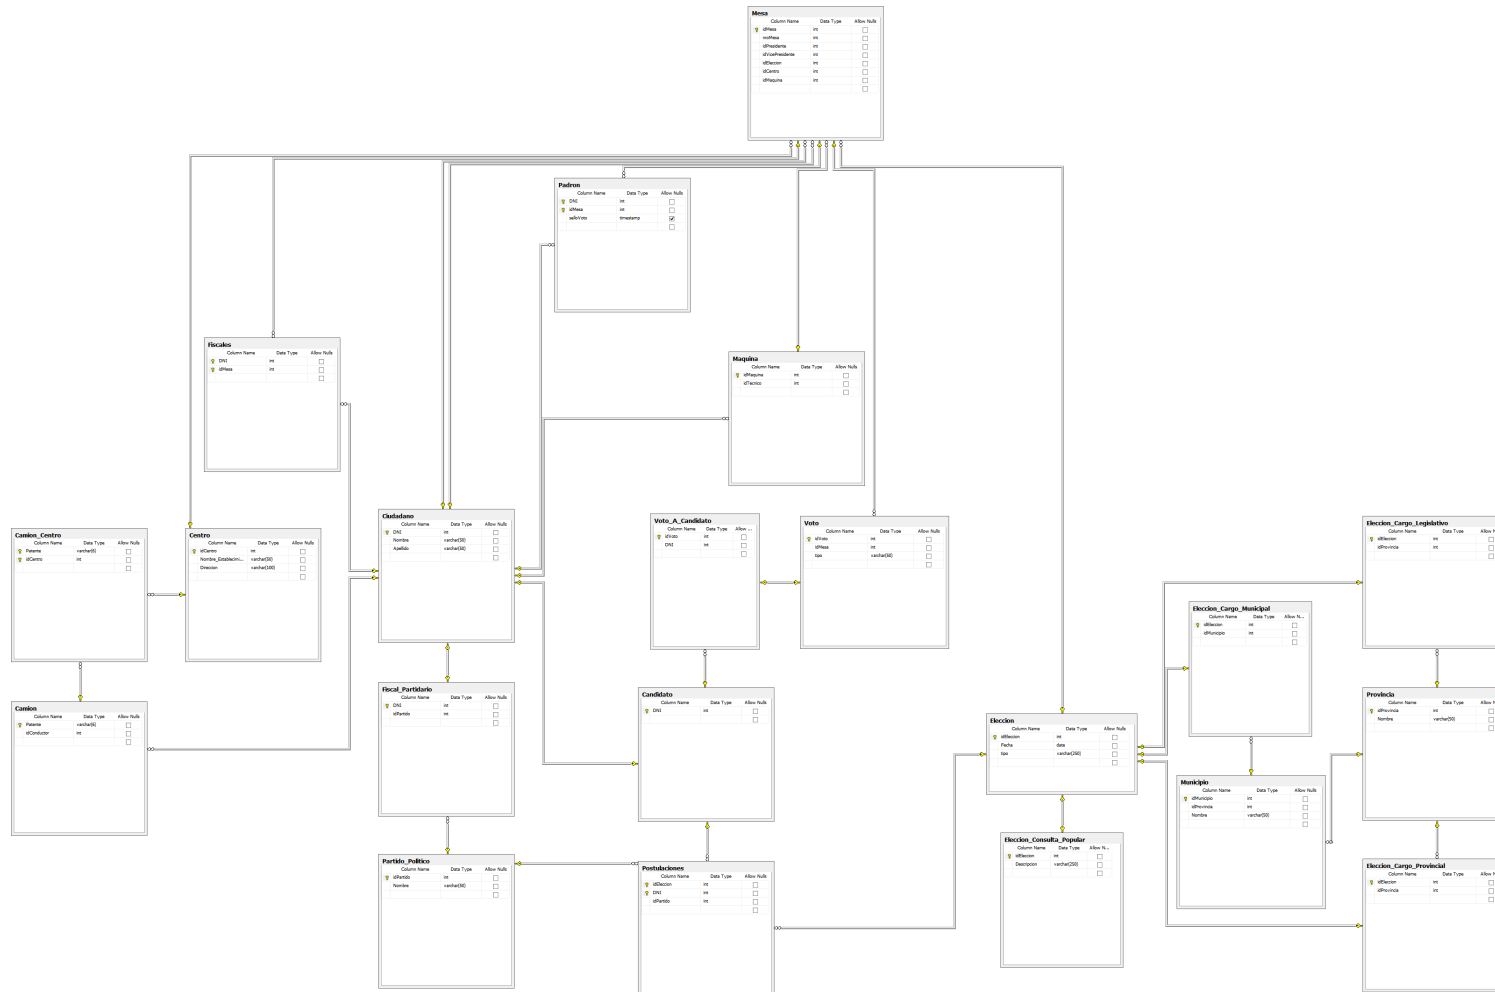 Mesa
Column Name Data Type Allow Nulls
idMesa int
nroMesa int
idPresidente int
idVicePresidente int
idEleccion int
idCentro int
idMaquina int
Padron
Column Name Data Type Allow Nulls
DNI int
idMesa int
selloVoto timestamp
Fiscales
Column Name Data Type Allow Nulls
DNI int
idMesa int
Maquina
Column Name Data Type Allow Nulls
idMaquina int
idTecnico int
Camion_Centro
Column Name Data Type Allow Nulls
Patente varchar(6)
idCentro int
Centro
Column Name Data Type Allow Nulls
idCentro int
Nombre_Establecimi... varchar(50)
Direccion varchar(100)
Ciudadano
Column Name Data Type Allow Nulls
DNI int
Nombre varchar(50)
Apellido varchar(50)
Voto_A_Candidato
Column Name Data Type Allow ...
idVoto int
DNI int
Voto
Column Name Data Type Allow Nulls
idVoto int
idMesa int
tipo varchar(50)
Eleccion_Cargo_Legislativo
Column Name Data Type Allow N
idEleccion int
idProvincia int
Eleccion_Cargo_Municipal
Column Name Data Type Allow N...
idEleccion int
idMunicipio int
Camion
Column Name Data Type Allow Nulls
Patente varchar(6)
idConductor int
Fiscal_Partidario
Column Name Data Type Allow Nulls
DNI int
idPartido int
Candidato
Column Name Data Type Allow Nulls
DNI int
Eleccion
Column Name Data Type Allow Nulls
idEleccion int
Fecha date
tipo varchar(250)
Provincia
Column Name Data Type Allow N
idProvincia int
Nombre varchar(50)
Municipio
Column Name Data Type Allow Nulls
idMunicipio int
idProvincia int
Nombre varchar(50)
Partido_Politico
Column Name Data Type Allow Nulls
idPartido int
Nombre varchar(50)
Postulaciones
Column Name Data Type Allow Nulls
idEleccion int
DNI int
idPartido int
Eleccion_Consulta_Popular
Column Name Data Type Allow N...
idEleccion int
Descripcion varchar(250)
Eleccion_Cargo_Provincial
Column Name Data Type Allow N
idEleccion int
idProvincia int